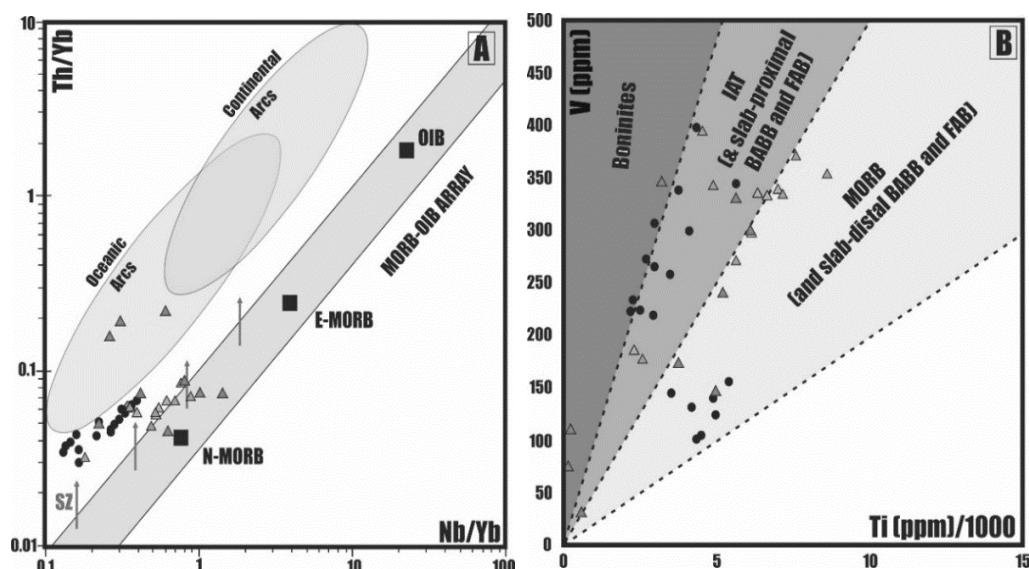 A
Th/Yb
10
1
0.1
0.01
0.1
1
10
100
Nb/Yb
Continental
Arcs
Oceanic
Arcs
OIB
MORB-OIB ARRAY
E-MORB
N-MORB
SZ
B
V (ppm)
500
450
400
350
300
250
200
150
100
50
0
0
5
10
15
Ti (ppm)/1000
Boninites
IAT
(& slab-proximal
BABB and FAB)
MORB
(and slab-distal BABB and FAB)